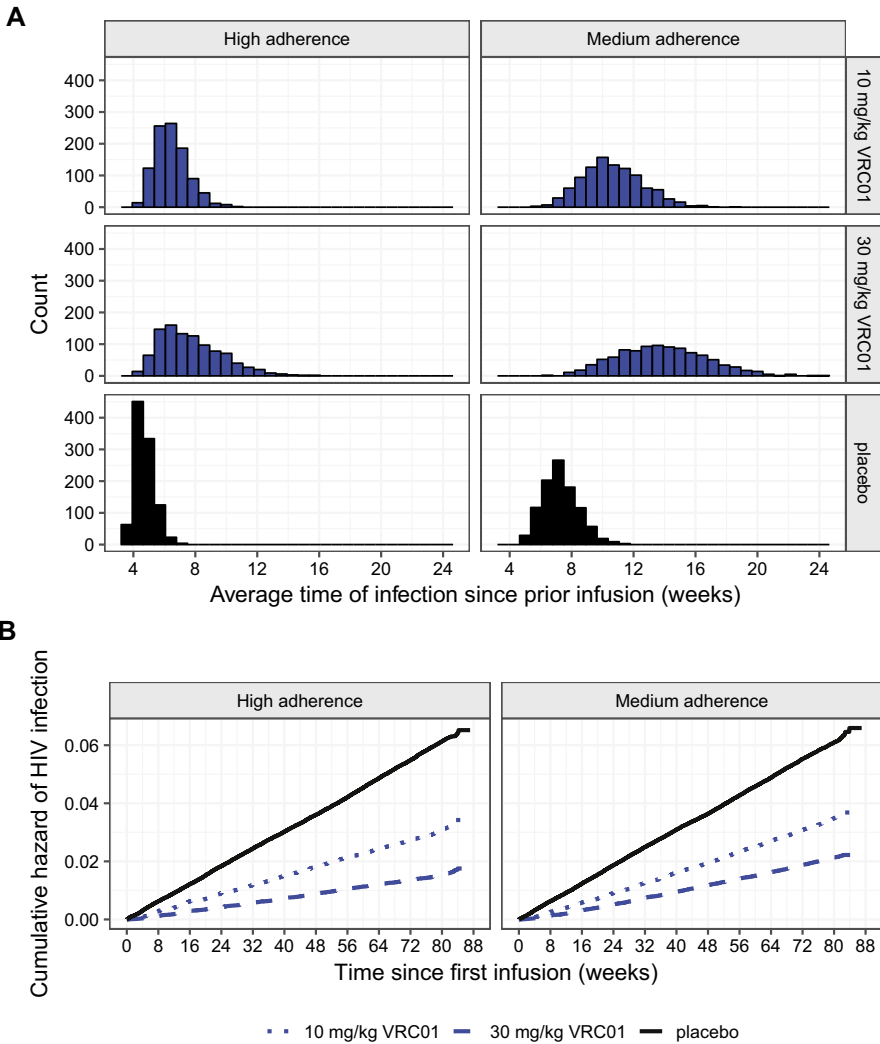 A
High adherence
Medium adherence
400
300
200
100
0
10 mg/kg VRC01
400
300
200
100
0
30 mg/kg VRC01
400
300
200
100
0
placebo
Count
4 8 12 16 20 24
4 8 12 16 20 24
Average time of infection since prior infusion (weeks)
B
High adherence
Medium adherence
Cumulative hazard of HIV infection
0.06
0.04
0.02
0.00
0 8 16 24 32 40 48 56 64 72 80 88
0 8 16 24 32 40 48 56 64 72 80 88
Time since first infusion (weeks)
10 mg/kg VRC01 30 mg/kg VRC01 placebo